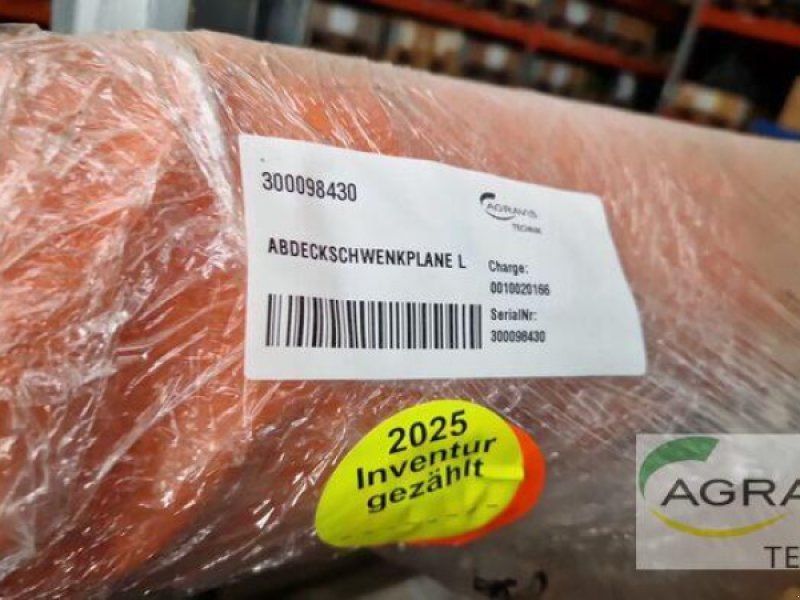 300098430
AGRAVIS
TECHNIK
ABDECKSCHWENKPLANE L
Charge:
0010020166
SerialNr:
300098430
2025
Inventur
gezählt
AGRA
TE